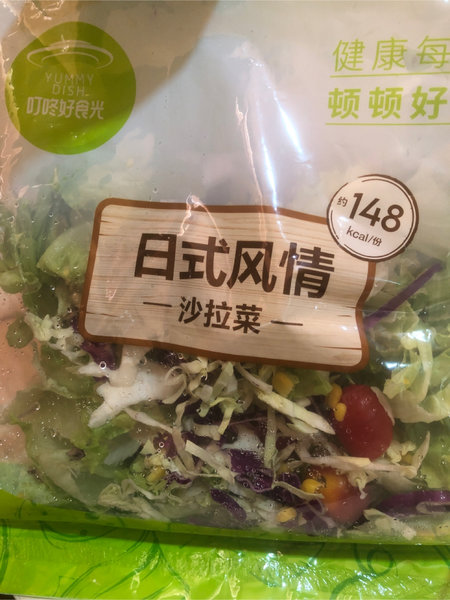 YUMMY
DISH
叮咚好食光
健康每
顿顿好
约148
kcal/份
日式风情
沙拉菜